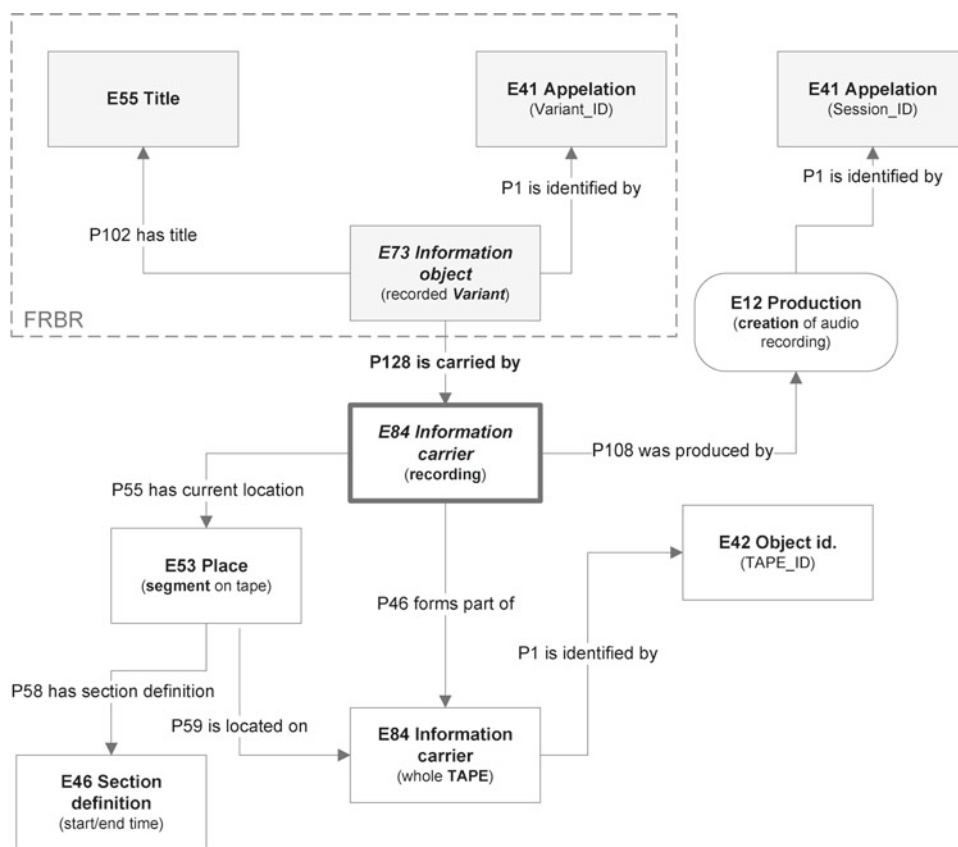 E55 Title
E41 Appelation
(Variant_ID)
E41 Appelation
(Session_ID)
P1 is identified by
P1 is identified by
P102 has title
E73 Information
object
(recorded Variant)
FRBR
E12 Production
(creation of audio
recording)
P128 is carried by
E84 Information
carrier
(recording)
P108 was produced by
P55 has current location
E53 Place
(segment on tape)
E42 Object id.
(TAPE_ID)
P46 forms part of
P1 is identified by
P58 has section definition
P59 is located on
E84 Information
carrier
(whole TAPE)
E46 Section
definition
(start/end time)